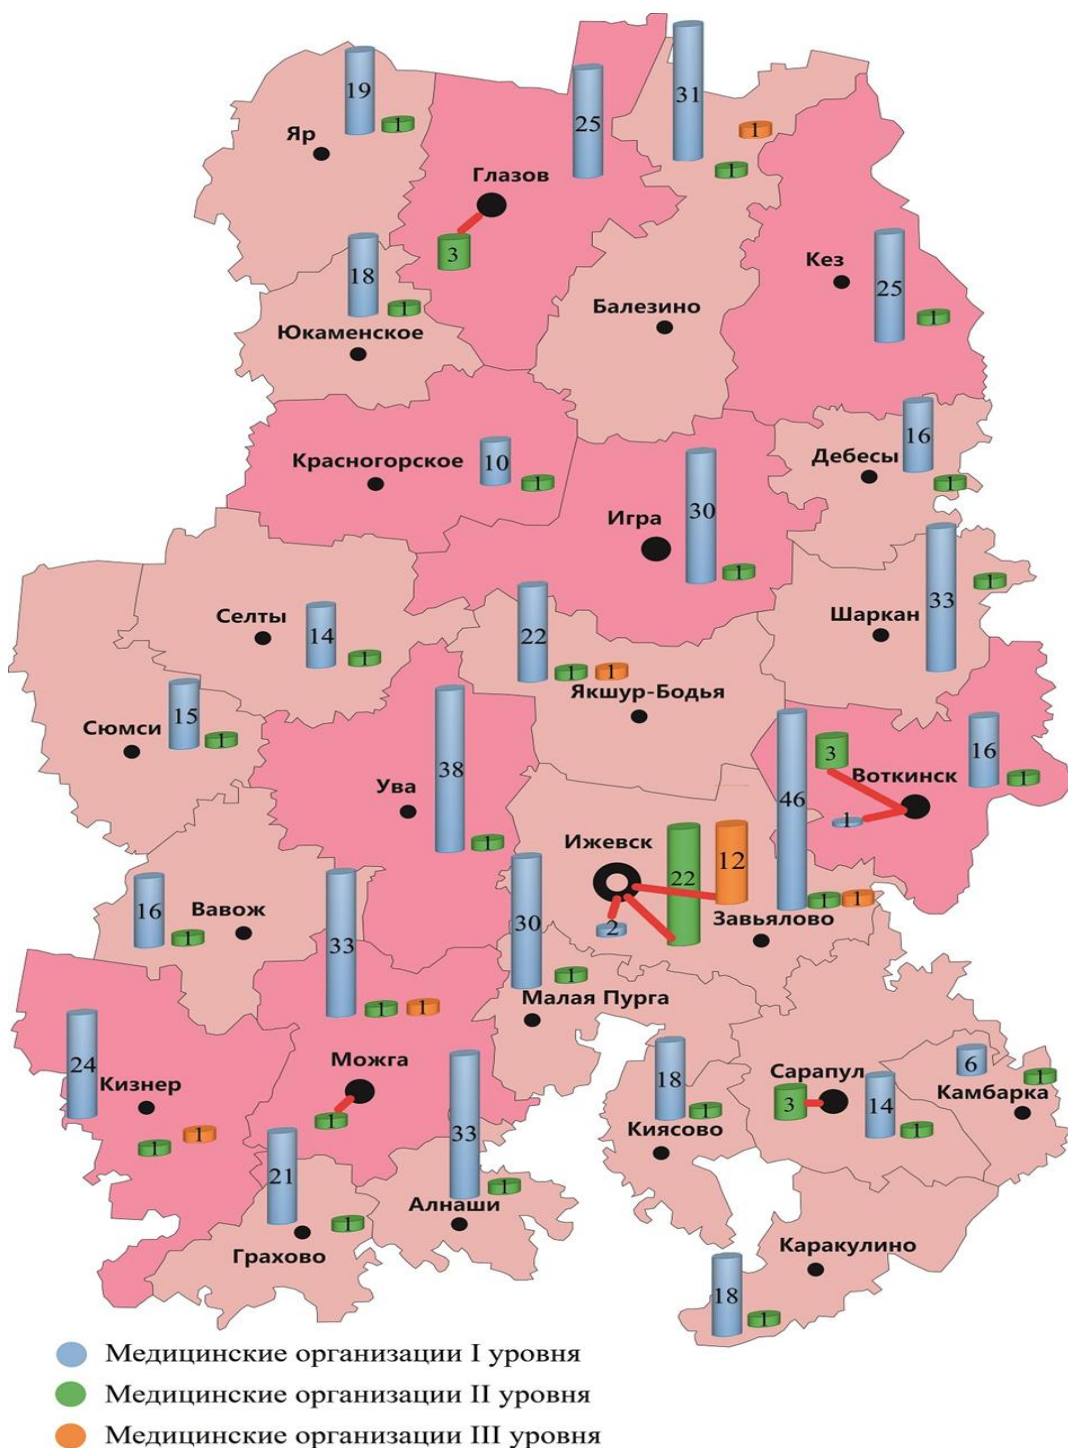 31
19
1
25
1
Яр
1
Глазов
3
Кез
18
25
1
Балезино
1
Юкаменское
16
Дебесы
Красногорское
10
1
1
30
Игра
1
1
33
Селты
14
1
22
1
1
Шаркан
Якшур-Бодья
15
Сюмси
1
38
Ува
1
3
16
Воткинск
1
46
1
Ижевск
22
12
2
1
1
Завьялово
16
Вавож
1
33
1
1
30
1
Малая Пурга
24
Кизнер
1
1
Можга
1
18
1
Киясово
Сарапул
3
14
1
6
1
Камбарка
33
1
Алнаши
21
1
Грахово
Каракулино
18
1
Медицинские организации I уровня
Медицинские организации II уровня
Медицинские организации III уровня